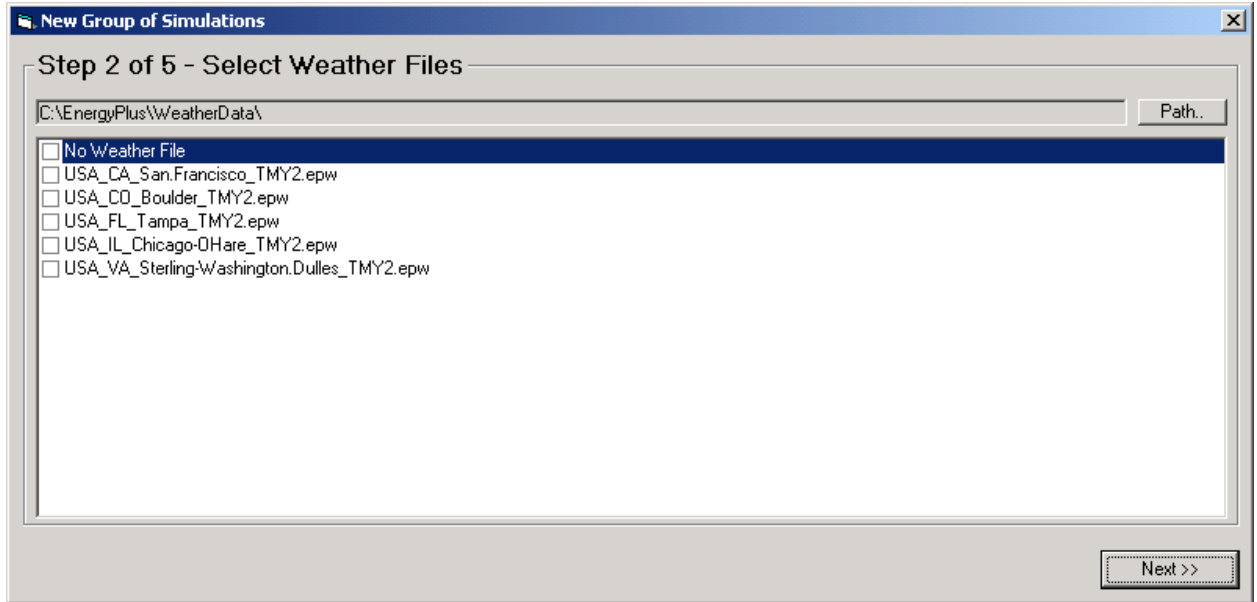 New Group of Simulations
Step 2 of 5 - Select Weather Files
C:\EnergyPlus\WeatherData\
Path..
No Weather File
USA_CA_San.Francisco_TMY2.epw
USA_CO_Boulder_TMY2.epw
USA_FL_Tampa_TMY2.epw
USA_IL_Chicago-OHare_TMY2.epw
USA_VA_Sterling-Washington.Dulles_TMY2.epw
Next >>